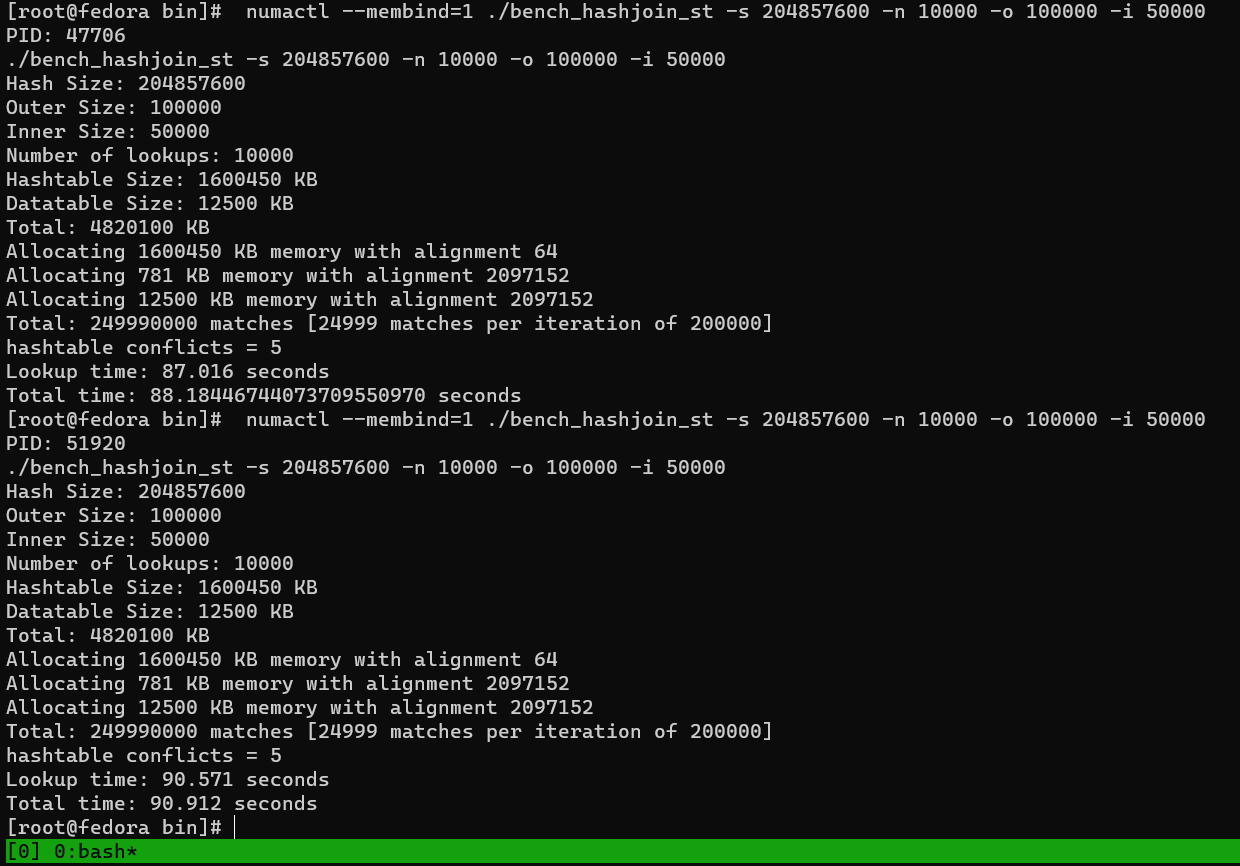 [root@fedora bin]#  numactl --membind=1 ./bench_hashjoin_st -s 204857600 -n 10000 -o 100000 -i 50000
PID: 47706
./bench_hashjoin_st -s 204857600 -n 10000 -o 100000 -i 50000
Hash Size: 204857600
Outer Size: 100000
Inner Size: 50000
Number of lookups: 10000
Hashtable Size: 1600450 KB
Datatable Size: 12500 KB
Total: 4820100 KB
Allocating 1600450 KB memory with alignment 64
Allocating 781 KB memory with alignment 2097152
Allocating 12500 KB memory with alignment 2097152
Total: 249990000 matches [24999 matches per iteration of 200000]
hashtable conflicts = 5
Lookup time: 87.016 seconds
Total time: 88.18446744073709550970 seconds
[root@fedora bin]#  numactl --membind=1 ./bench_hashjoin_st -s 204857600 -n 10000 -o 100000 -i 50000
PID: 51920
./bench_hashjoin_st -s 204857600 -n 10000 -o 100000 -i 50000
Hash Size: 204857600
Outer Size: 100000
Inner Size: 50000
Number of lookups: 10000
Hashtable Size: 1600450 KB
Datatable Size: 12500 KB
Total: 4820100 KB
Allocating 1600450 KB memory with alignment 64
Allocating 781 KB memory with alignment 2097152
Allocating 12500 KB memory with alignment 2097152
Total: 249990000 matches [24999 matches per iteration of 200000]
hashtable conflicts = 5
Lookup time: 90.571 seconds
Total time: 90.912 seconds
[root@fedora bin]#
[0] 0:bash*